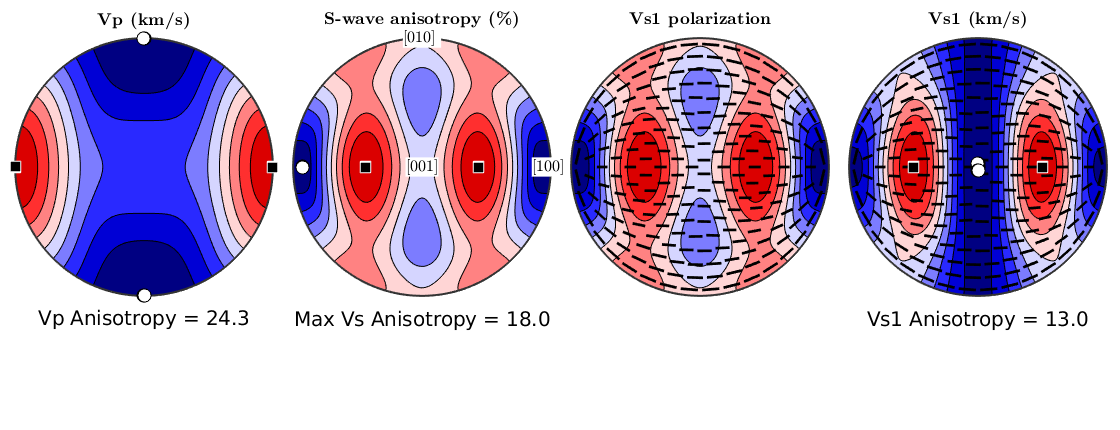 Vp (km/s)
S-wave anisotropy (%)
Vs1 polarization
Vs1 (km/s)
[010]
[001]
[100]
Vp Anisotropy = 24.3
Max Vs Anisotropy = 18.0
Vs1 Anisotropy = 13.0